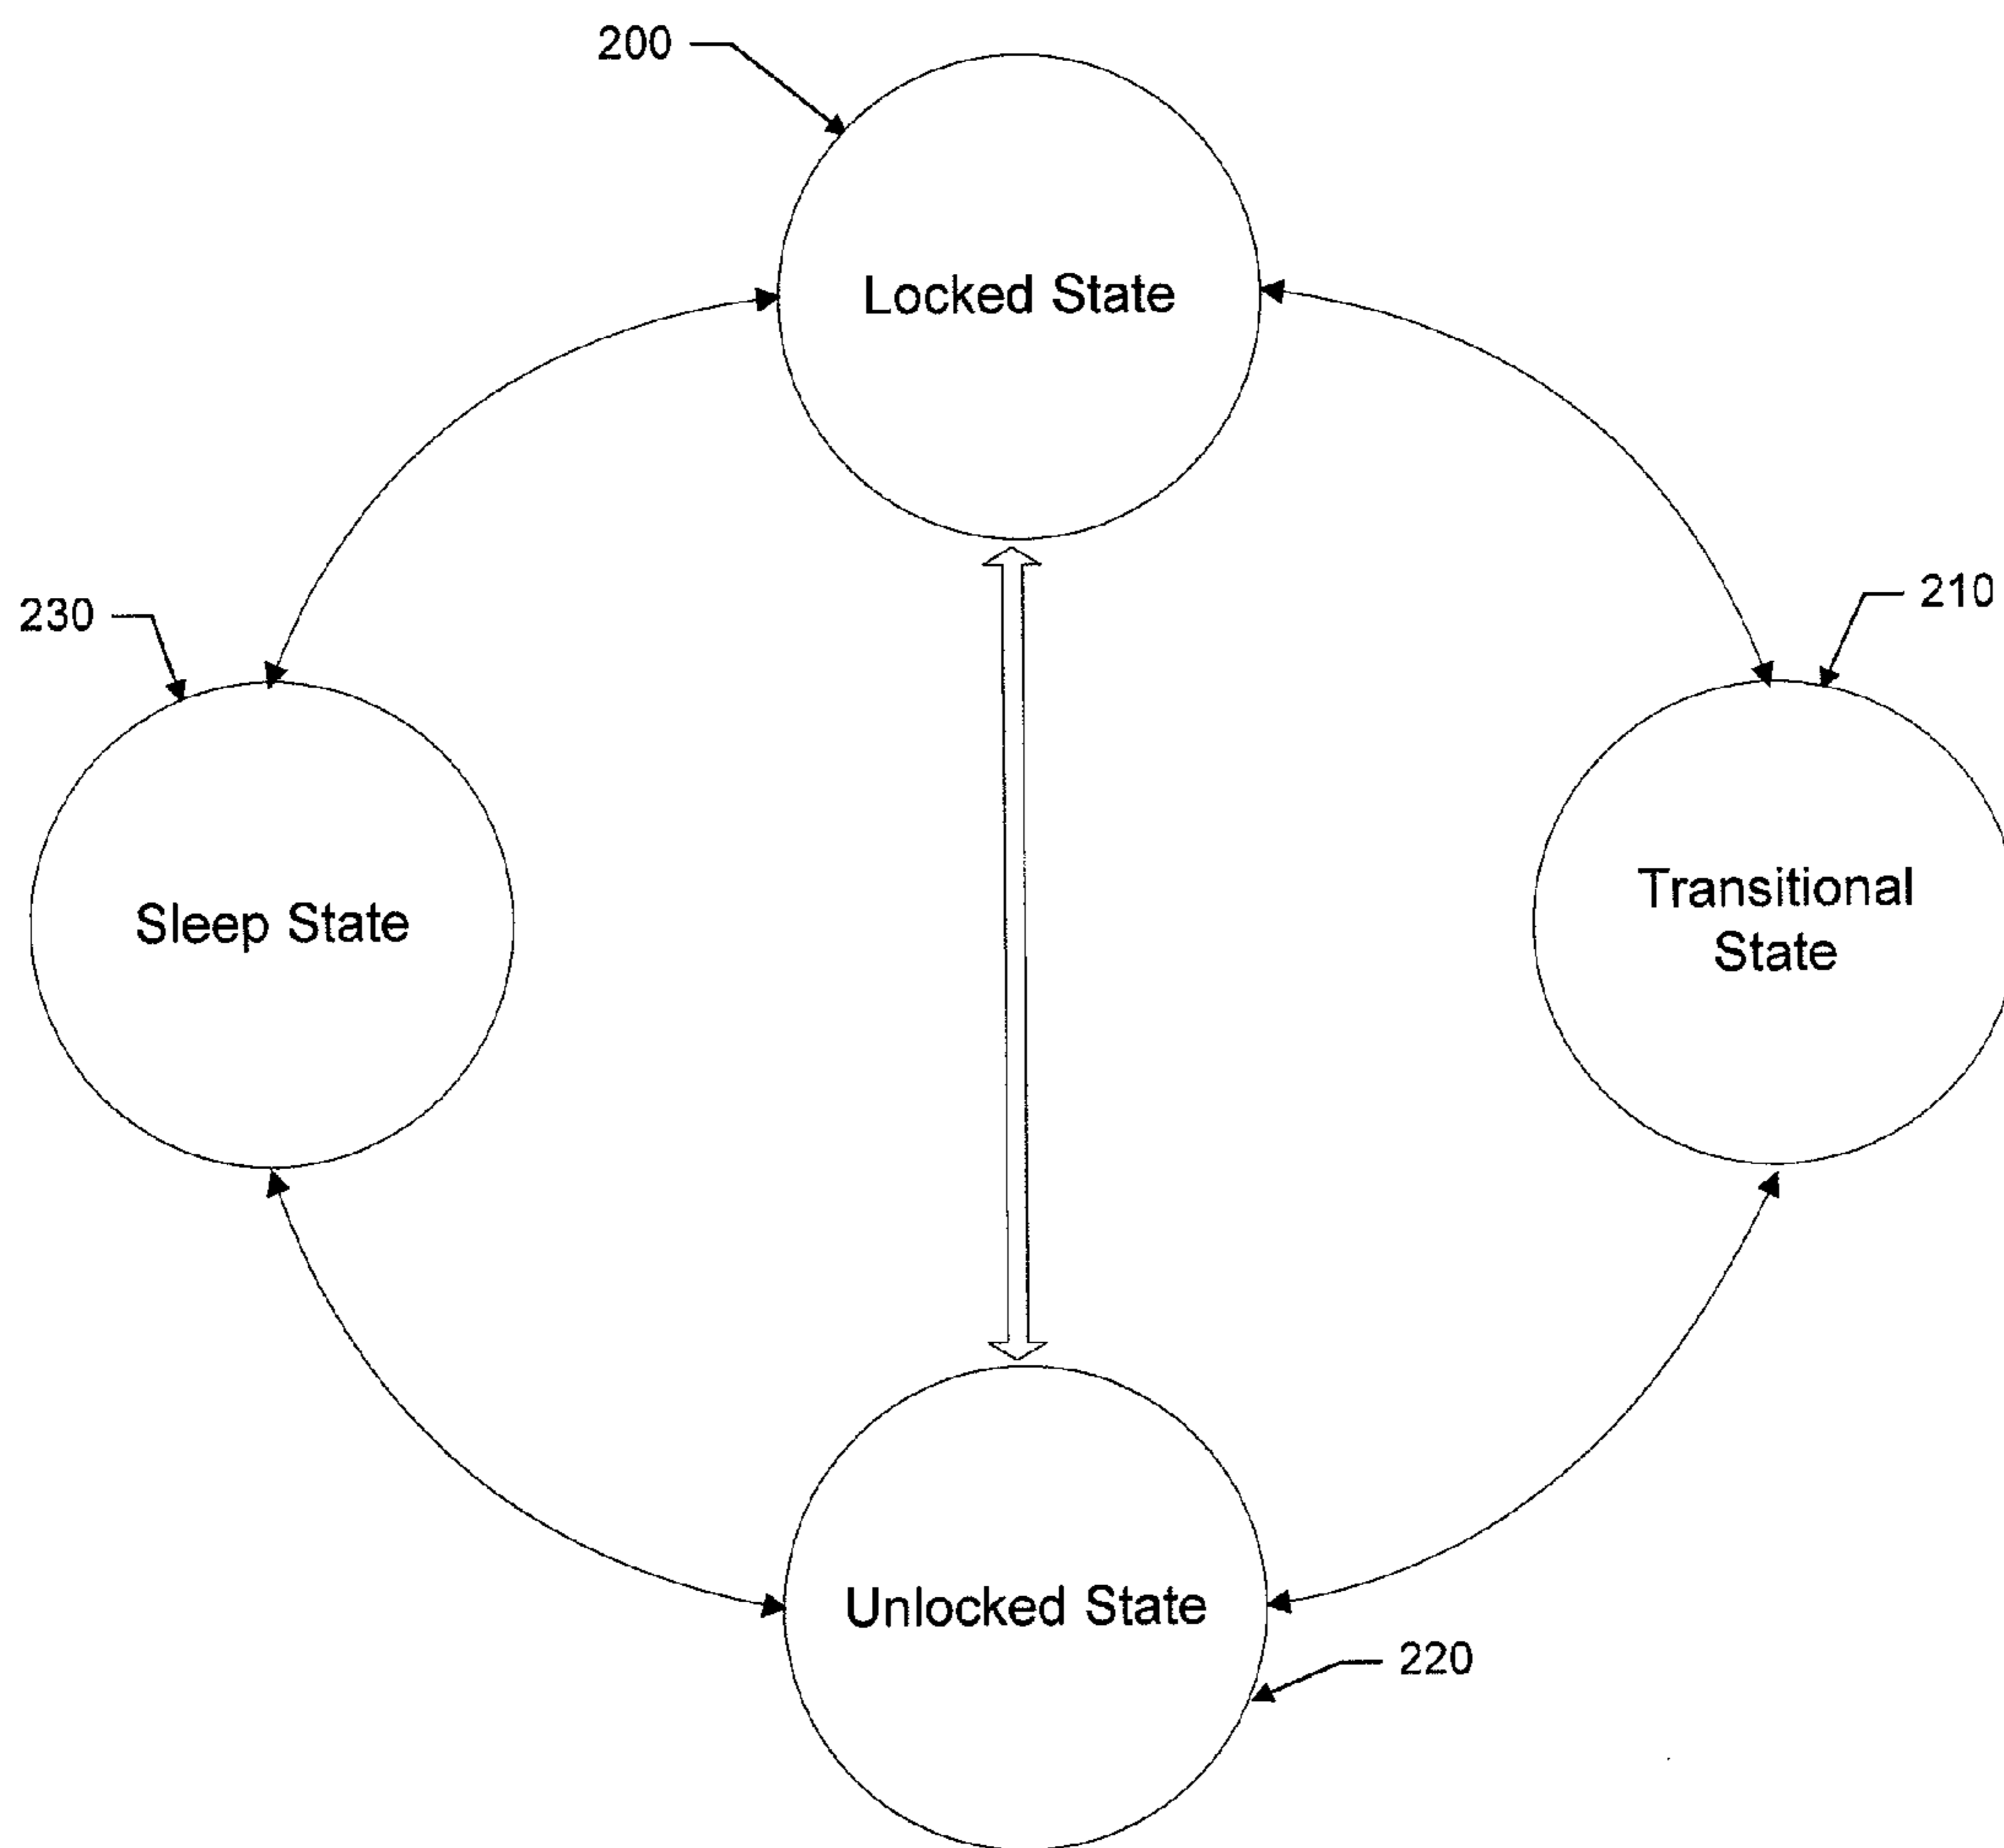 200
Locked State
230
210
Sleep State
Transitional
State
Unlocked State
220